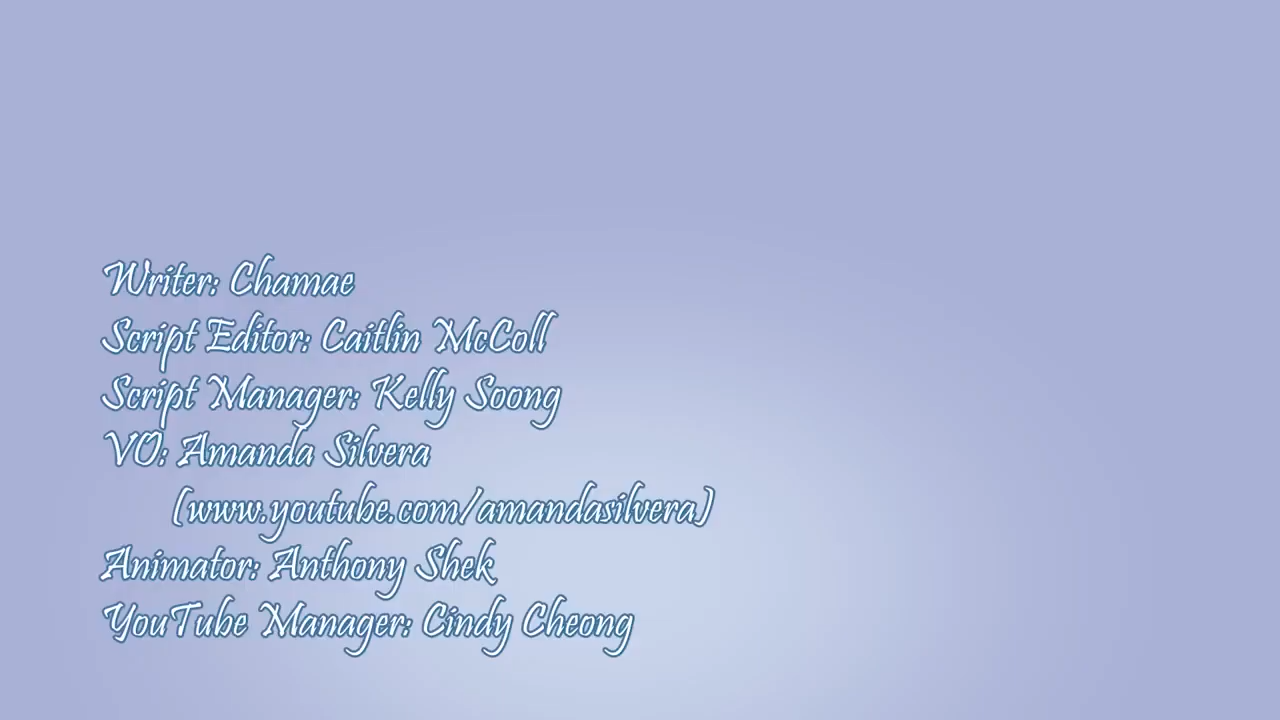 Writer: Chamae
Script Editor: Caitlin McColl
Script Manager: Kelly Soong
VO: Amanda Silvera
(www.youtube.com/amandasilvera)
Animator: Anthony Shek
YouTube Manager: Cindy Cheong